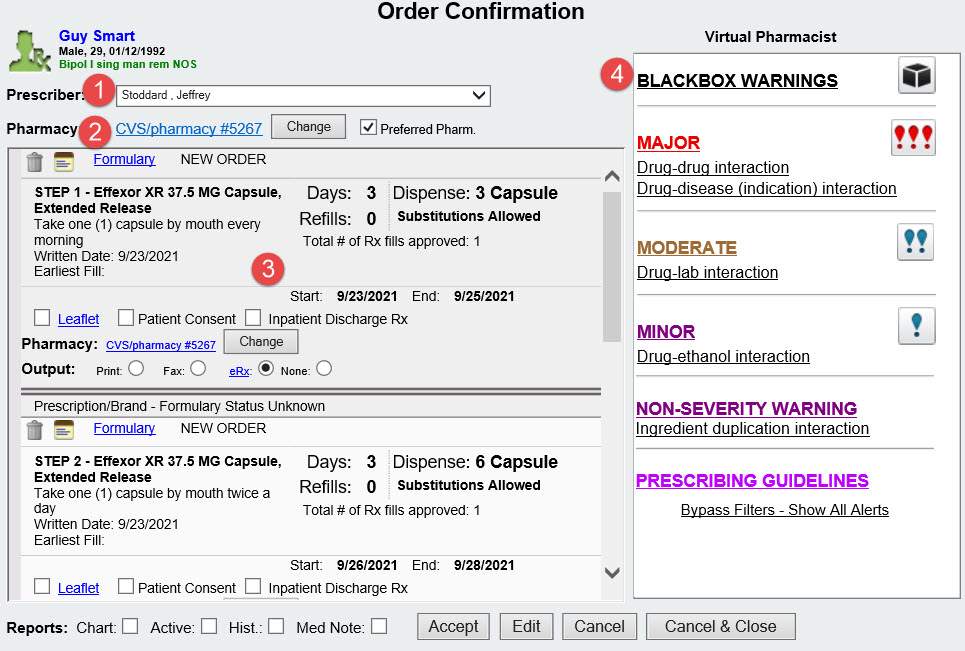 Order Confirmation
Guy Smart
Male, 29, 01/12/1992
Bipol I sing man rem NOS
Prescriber: 1 Stoddard , Jeffrey
Pharmacy 2 CVS/pharmacy #5267 Change Preferred Pharm.
Formulary NEW ORDER
STEP 1 - Effexor XR 37.5 MG Capsule, Days: 3 Dispense: 3 Capsule
Extended Release Refills: 0 Substitutions Allowed
Take one (1) capsule by mouth every
morning Total # of Rx fills approved: 1
Written Date: 9/23/2021
Earliest Fill: 3
Start: 9/23/2021 End: 9/25/2021
Leaflet Patient Consent Inpatient Discharge Rx
Pharmacy: CVS/pharmacy #5267 Change
Output: Print: Fax: eRx: None:
Prescription/Brand - Formulary Status Unknown
Formulary NEW ORDER
STEP 2 - Effexor XR 37.5 MG Capsule, Days: 3 Dispense: 6 Capsule
Extended Release Refills: 0 Substitutions Allowed
Take one (1) capsule by mouth twice a
day Total # of Rx fills approved: 1
Written Date: 9/23/2021
Earliest Fill:
Start: 9/26/2021 End: 9/28/2021
Leaflet Patient Consent Inpatient Discharge Rx
Virtual Pharmacist
4 BLACKBOX WARNINGS
MAJOR !!!
Drug-drug interaction
Drug-disease (indication) interaction
MODERATE !!
Drug-lab interaction
MINOR !
Drug-ethanol interaction
NON-SEVERITY WARNING
Ingredient duplication interaction
PRESCRIBING GUIDELINES
Bypass Filters - Show All Alerts
Reports: Chart: Active: Hist.: Med Note: Accept Edit Cancel Cancel & Close